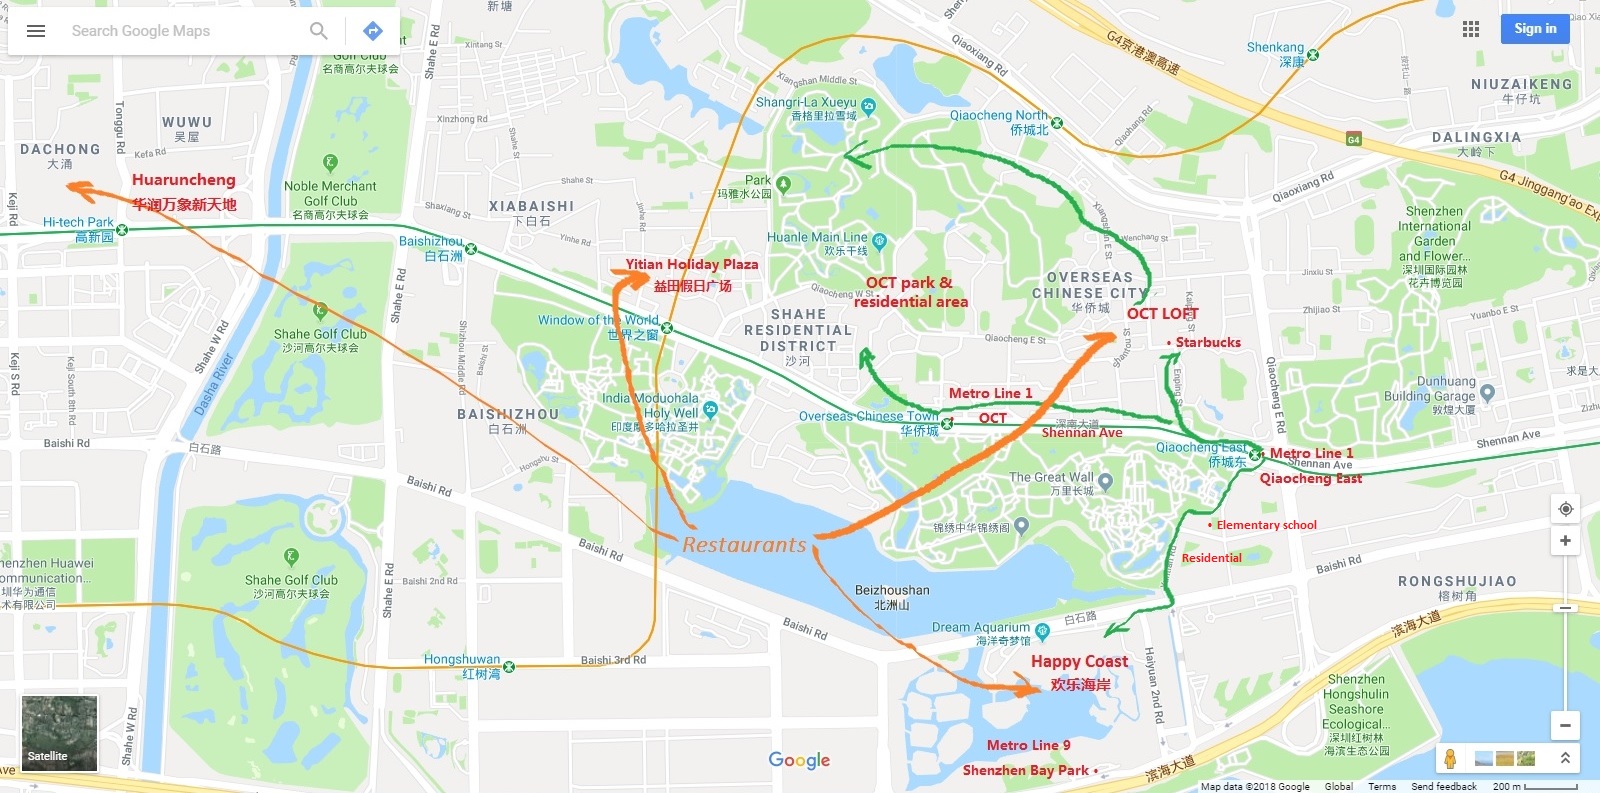 Search Google Maps
Sign in
新塘
Golf Club
名商高尔夫球会
Shahe E Rd
Xintang St
Xinzhong Rd
Tonggu Rd
WUWU
吴屋
Kefa Rd
DACHONG
大涌
Huaruncheng
华润万象新天地
Keji Rd
Hi-tech Park
高新园
Noble Merchant
Golf Club
名商高尔夫球会
Shaxiang St
Shahe St
XIABAISHI
下白石
Yinhe Rd
Jinhe Rd
Baishizhou
白石洲
Xiangshan Middle St
Shangri-La Xueyu
香格里拉雪域
Park
玛雅水公园
Huanle Main Line
欢乐干线
OCT park &
residential area
Qiaocheng W St
Qiaoxiang Rd
G4京港澳高速
Shenkang
深康
Qiaocheng North
侨城北
Qiaohang Rd
G4
NIUZAIKENG
牛仔坑
DALINGXIA
大岭下
Qiaoxiang Rd
G4 Jinggang'ao Exp
Xiangshan E St
Wenchang St
OVERSEAS
CHINESE CITY
华侨城
OCT LOFT
• Starbucks
Qiaocheng E St
Enping St
Shenzhen
International
Garden
and Flower...
深圳国际园林
花卉博览园
Jinxiu St
Zhijiao St
Yuanbo E St
Dunhuang
Building Garage
敦煌大厦
求是大
Qiaocheng E Rd
Shennan Ave
Yitian Holiday Plaza
益田假日广场
Window of the World
世界之窗
SHAHE
RESIDENTIAL
DISTRICT
沙河
Shahe E Rd
Shahe W Rd
Shahe Golf Club
沙河高尔夫球会
Dasha River
Shizhou Middle Rd
Baishi St
BAISHIZHOU
白石洲
India Moduohala
Holy Well
印度摩多哈拉圣井
Metro Line 1
OCT
Overseas Chinese Town
华侨城
深南大道
Shennan Ave
Qiaocheng East
侨城东
• Metro Line 1
Shennan Ave
Qiaocheng East
Keji S Rd
Keji South 8th Rd
Baishi Rd
白石路
Hongshu St
Baishi Rd
The Great Wall
万里长城
锦绣中华锦绣阁
• Elementary school
Residential
Restaurants
Baishi Rd
Baishi Rd
RONGSHUJIAO
榕树角
henzhen Huawei
ommunication...
圳华为通信
术有限公司
Shahe Golf Club
沙河高尔夫球会
Shahe E Rd
Baishi 2nd Rd
Beizhoushan
北洲山
白石路
滨海大道
Dream Aquarium
海洋奇梦馆
Baishi Rd
Hongshuwan
红树湾
Baishi 3rd Rd
Happy Coast
欢乐海岸
Haiyuan 2nd Rd
Shenzhen
Hongshulin
Seashore
Ecological...
深圳红树林
海滨生态公园
Shahe W Rd
Satellite
Metro Line 9
Shenzhen Bay Park •
滨海大道
Google
Ave
Map data ©2018 Google
Global
Terms
Send feedback
200 m